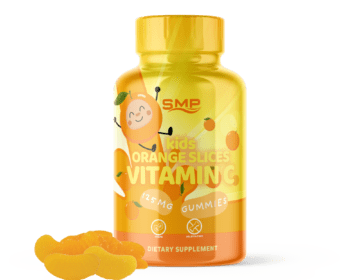 SMP
Kids
ORANGE SLICES
VITAMIN C
GUMMIES
DIETARY SUPPLEMENT